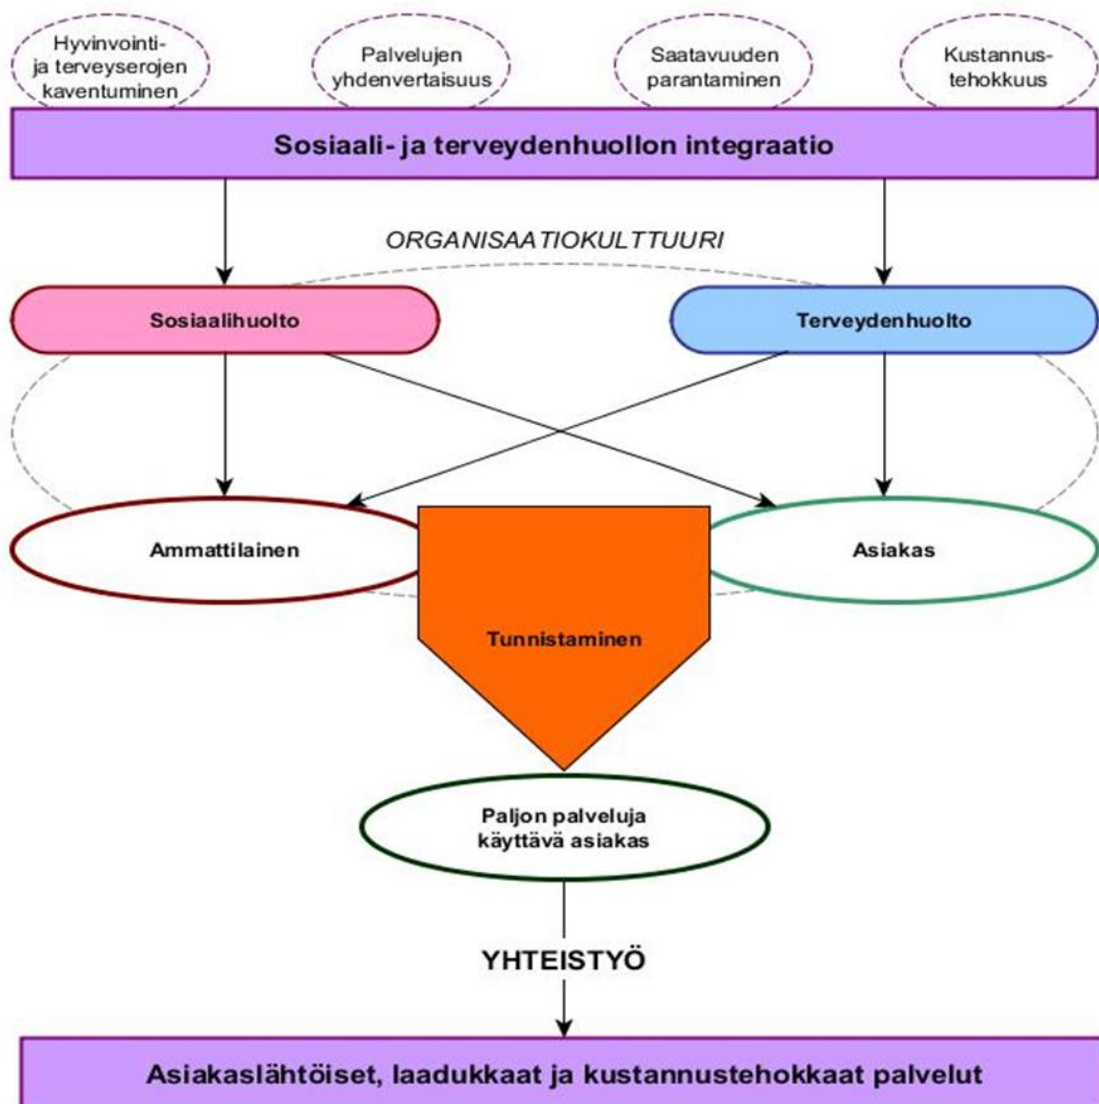 Hyvinvointi-
ja terveyserojen
kaventuminen
Palvelujen
yhdenvertaisuus
Saatavuuden
parantaminen
Kustannus-
tehokkuus
Sosiaali- ja terveydenhuollon integraatio
ORGANISAATIOKULTTUURI
Sosiaalihuolto
Terveydenhuolto
Ammattilainen
Asiakas
Tunnistaminen
Paljon palveluja
käyttävä asiakas
YHTEISTYÖ
Asiakaslähtöiset, laadukkaat ja kustannustehokkaat palvelut